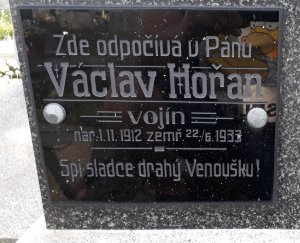 Zde odpočívá v Pánu
Václav Hořan
vojín
nar. 1. 11. 1912 zemř. 22./6. 1933
Spi sladce drahý Venoušku!